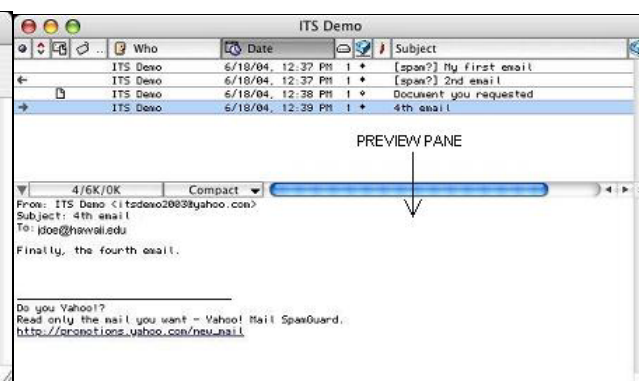 ITS Demo
Who Date Subject
ITS Demo 6/18/04, 12:37 PM 1 [spam?] My first email
ITS Demo 6/18/04, 12:37 PM 1 [spam?] 2nd email
ITS Demo 6/18/04, 12:38 PM 1 Document you requested
ITS Demo 6/18/04, 12:39 PM 1 4th email
PREVIEW PANE
4/6K/0K Compact
From: ITS Demo <itsdemo2003@yahoo.com>
Subject: 4th email
To: jdoe@hawaii.edu
Finally, the fourth email.
Do you Yahoo!?
Read only the mail you want - Yahoo! Mail SpamGuard.
http://promotions.yahoo.com/new_mail